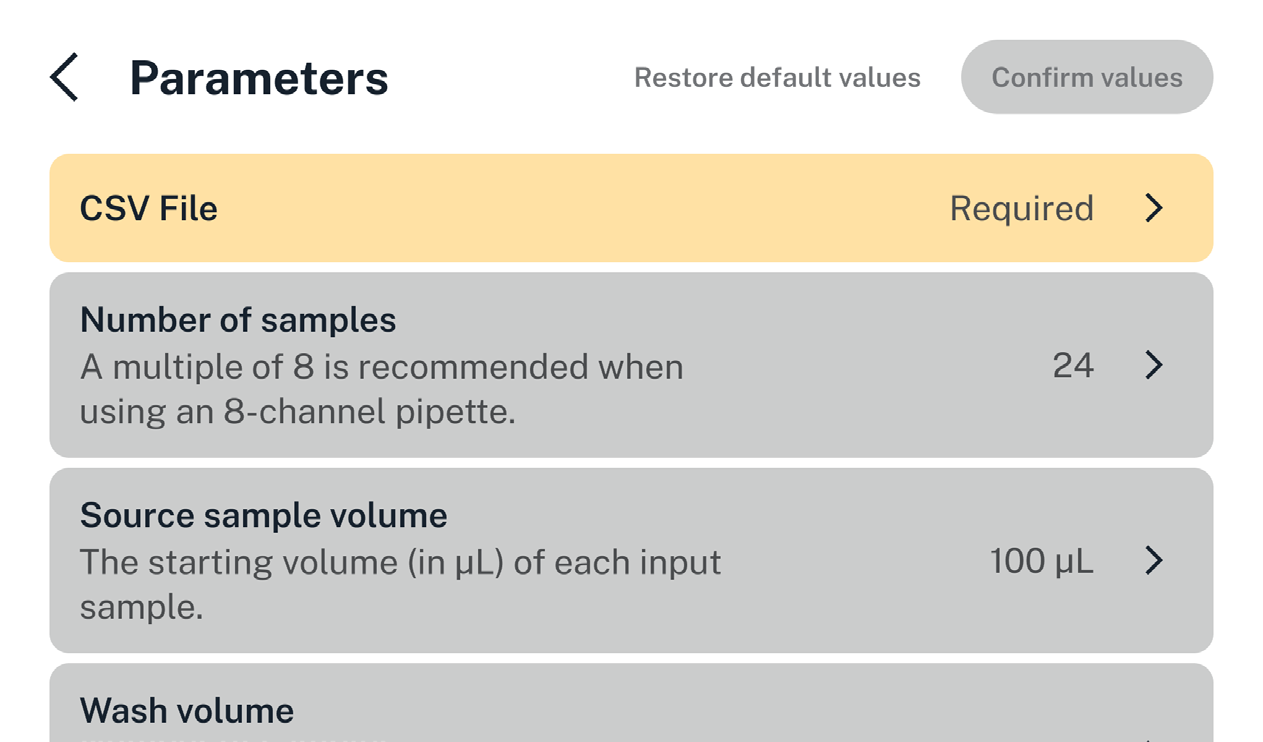 Parameters
Restore default values
Confirm values
CSV File
Required
Number of samples
A multiple of 8 is recommended when
using an 8-channel pipette.
24
Source sample volume
The starting volume (in µL) of each input
sample.
100 µL
Wash volume